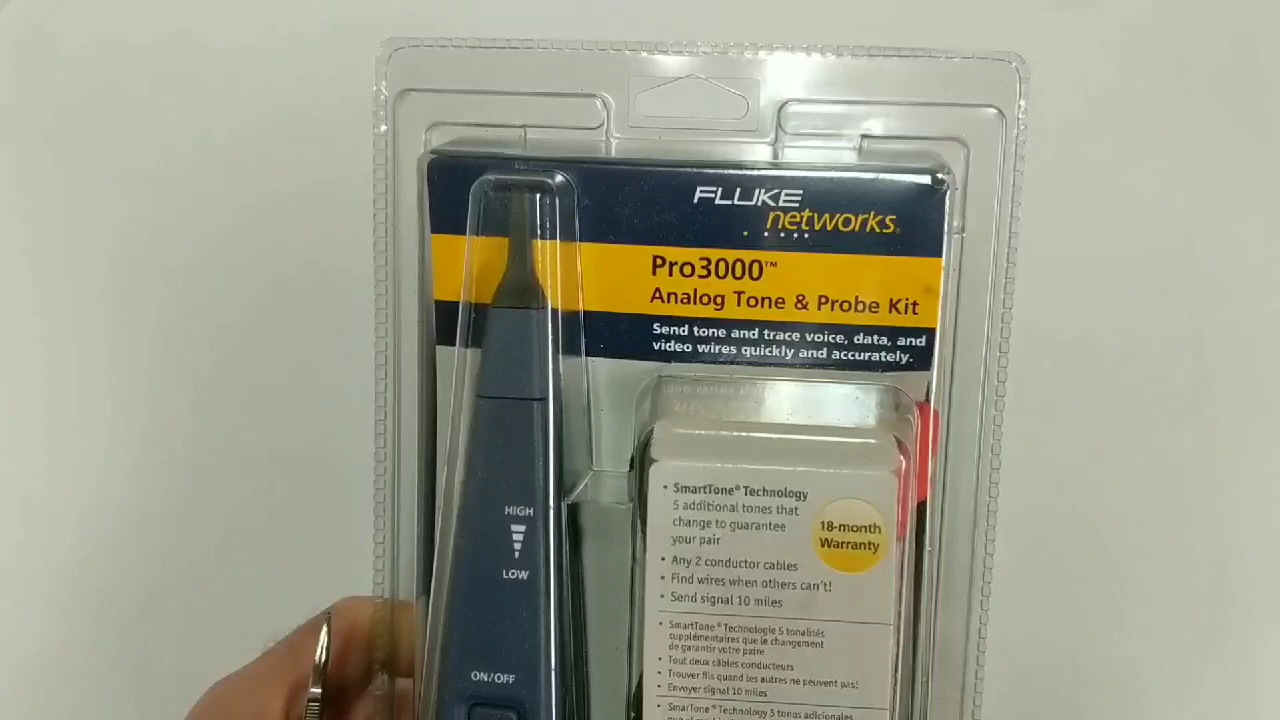 FLUKE
networks®
Pro3000™
Analog Tone & Probe Kit
Send tone and trace voice, data, and
video wires quickly and accurately.
HIGH
LOW
ON/OFF
• SmartTone® Technology
5 additional tones that
change to guarantee
your pair
• Any 2 conductor cables
• Find wires when others can't!
• Send signal 10 miles
18-month
Warranty
• SmartTone® Technologie 5 tonalités
supplémentaires que le changement
de garantir votre paire
• Tout deux câbles conducteurs
• Trouver fils quand les autres ne peuvent pas!
• Envoyer signal 10 miles
• SmarTone® Technology 5 tonos adicionales